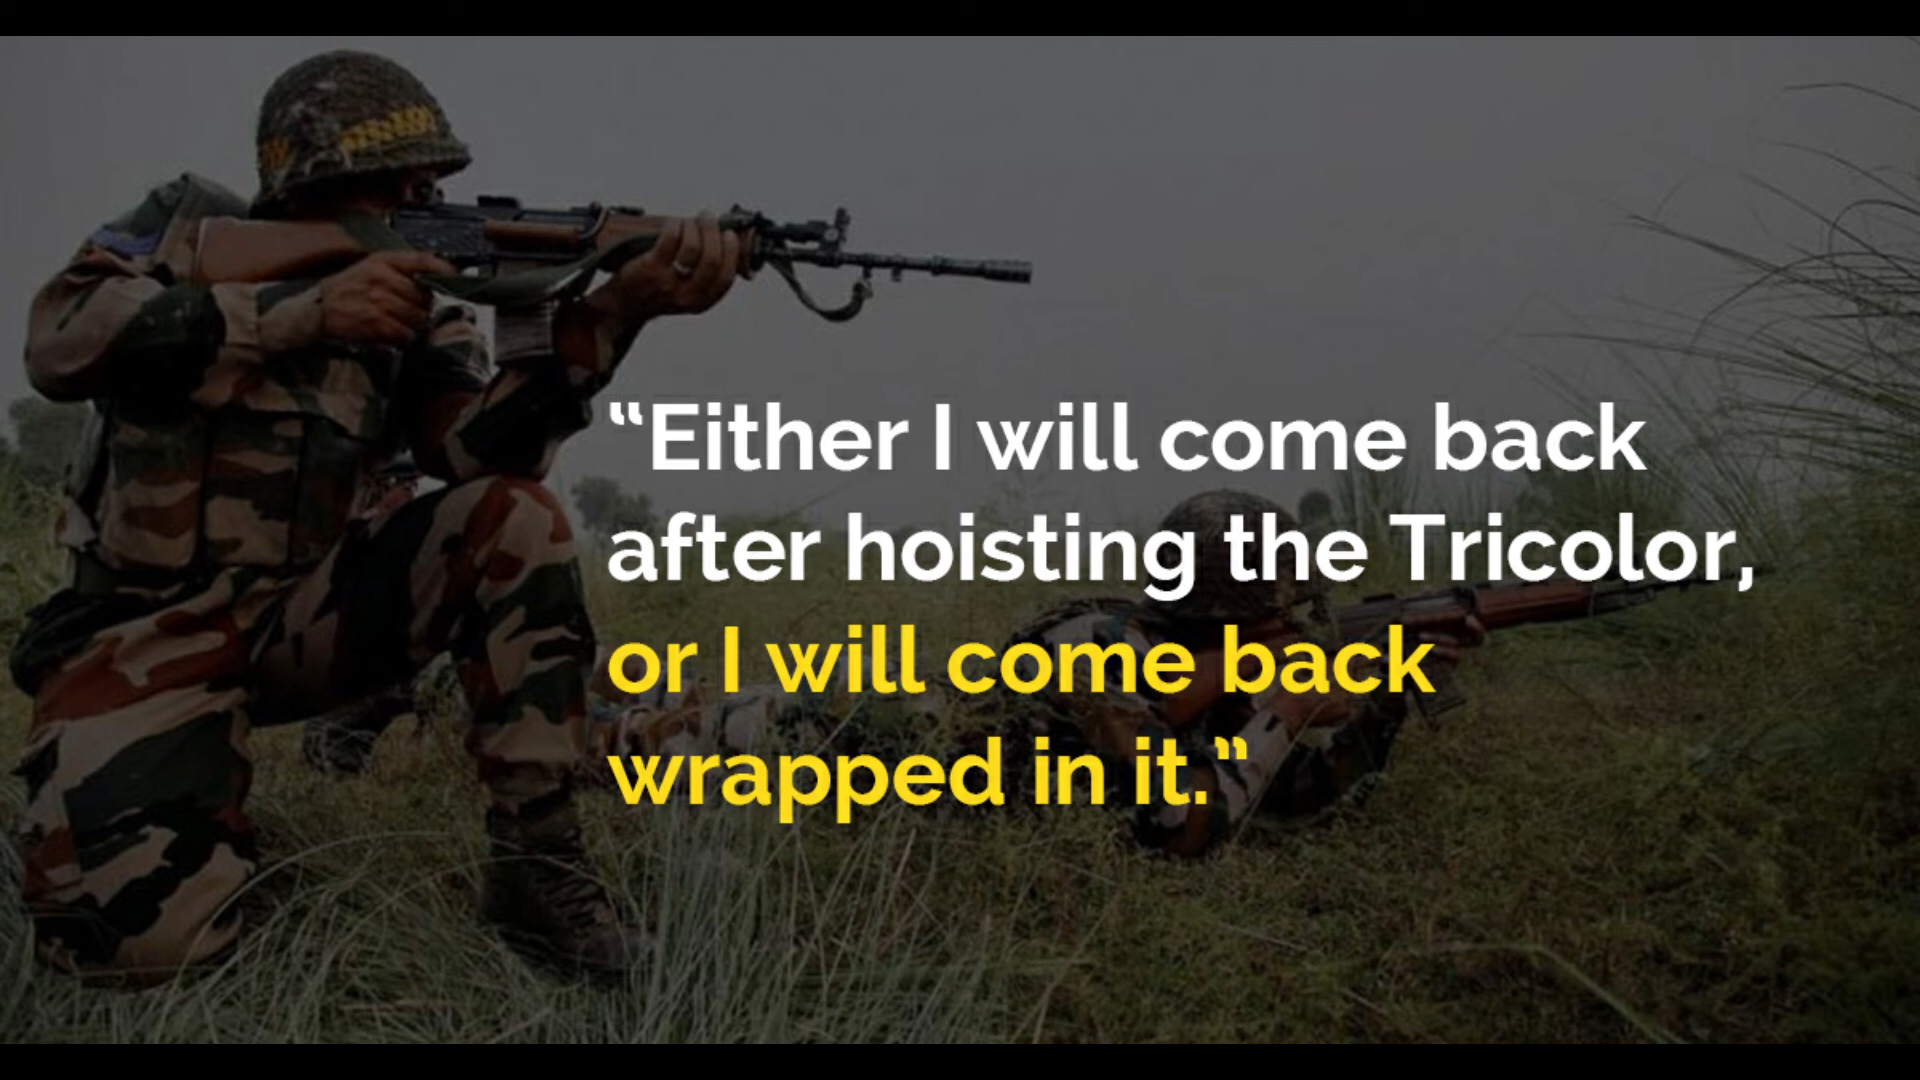 “Either I will come back
after hoisting the Tricolor,
or I will come back
wrapped in it.”